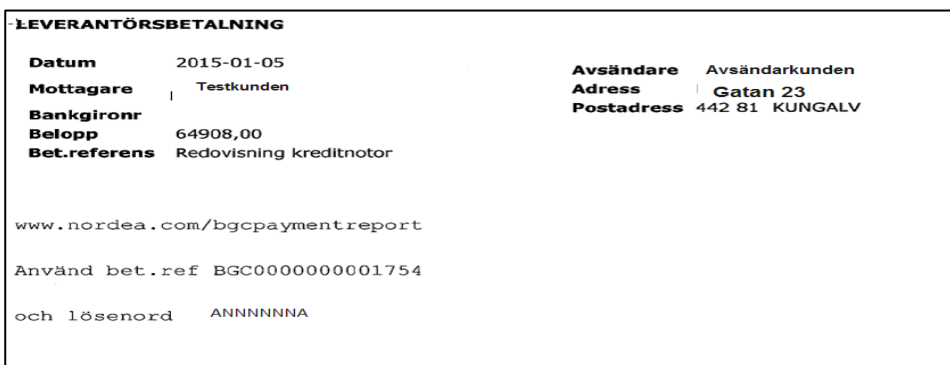 LEVERANTÖRSBETALNING
Datum 2015-01-05
Mottagare Testkunden
Bankgironr
Belopp 64908,00
Bet.referens Redovisning kreditnotor
Avsändare Avsändarkunden
Adress Gatan 23
Postadress 442 81 KUNGALV
www.nordea.com/bgcpaymentreport
Använd bet.ref BGC0000000001754
och lösenord ANNNNNNA